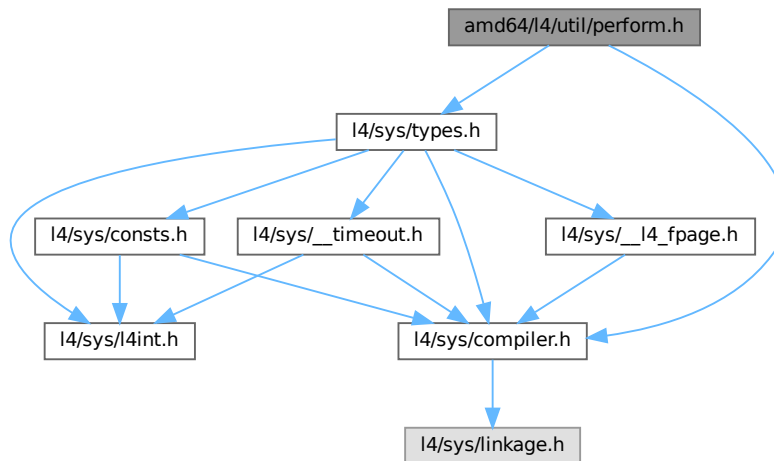 amd64/l4/util/perform.h
l4/sys/types.h
l4/sys/consts.h
l4/sys/__timeout.h
l4/sys/__l4_fpage.h
l4/sys/l4int.h
l4/sys/compiler.h
l4/sys/linkage.h